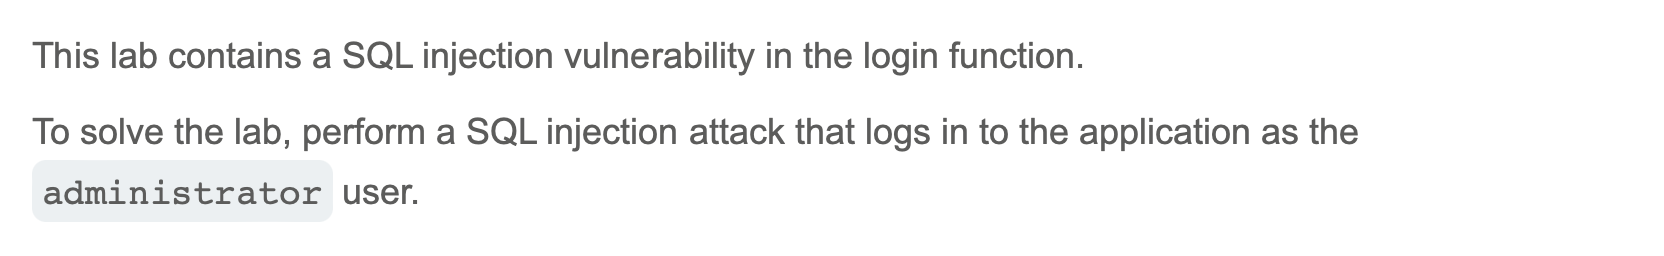 This lab contains a SQL injection vulnerability in the login function.
To solve the lab, perform a SQL injection attack that logs in to the application as the
administrator user.